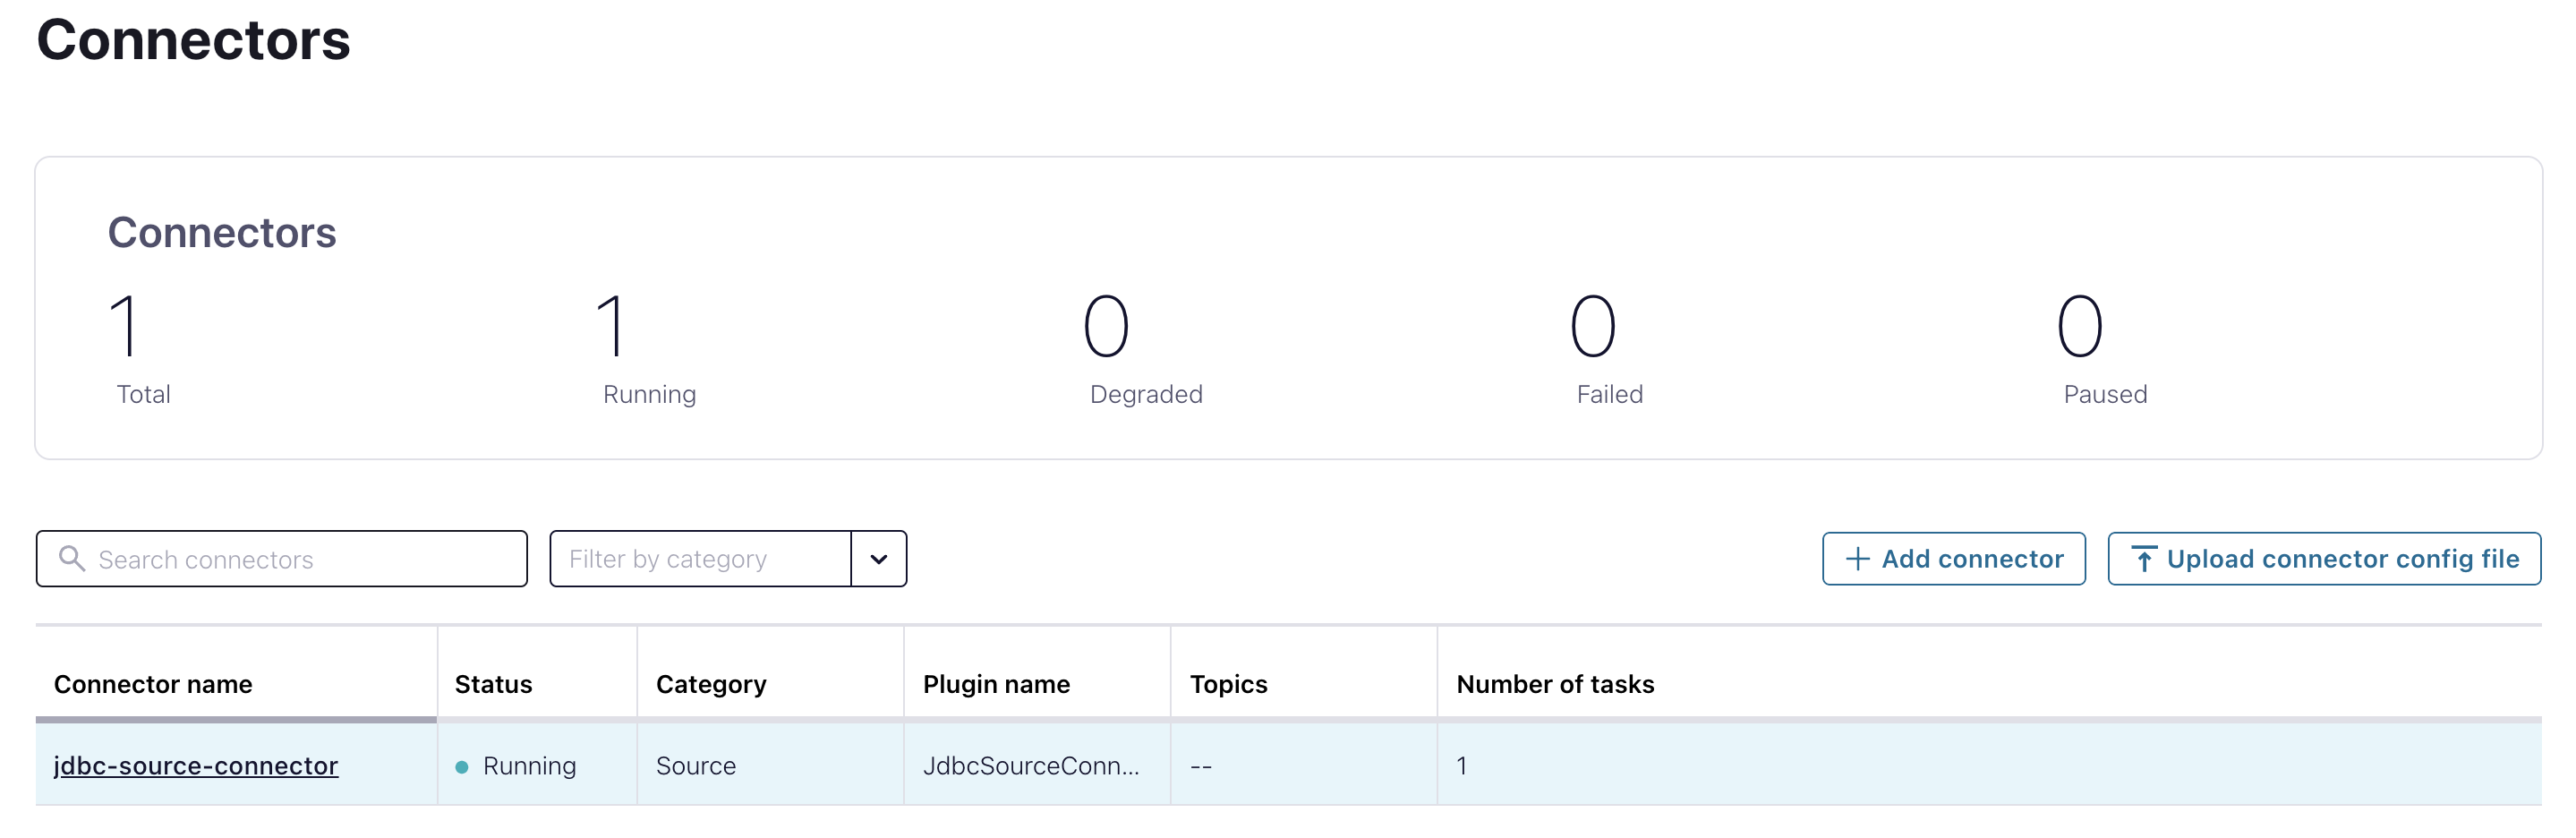 Connectors
Connectors
1 1 0 0 0
Total Running Degraded Failed Paused
Search connectors Filter by category Add connector Upload connector config file
Connector name Status Category Plugin name Topics Number of tasks
jdbc-source-connector Running Source JdbcSourceConn... -- 1